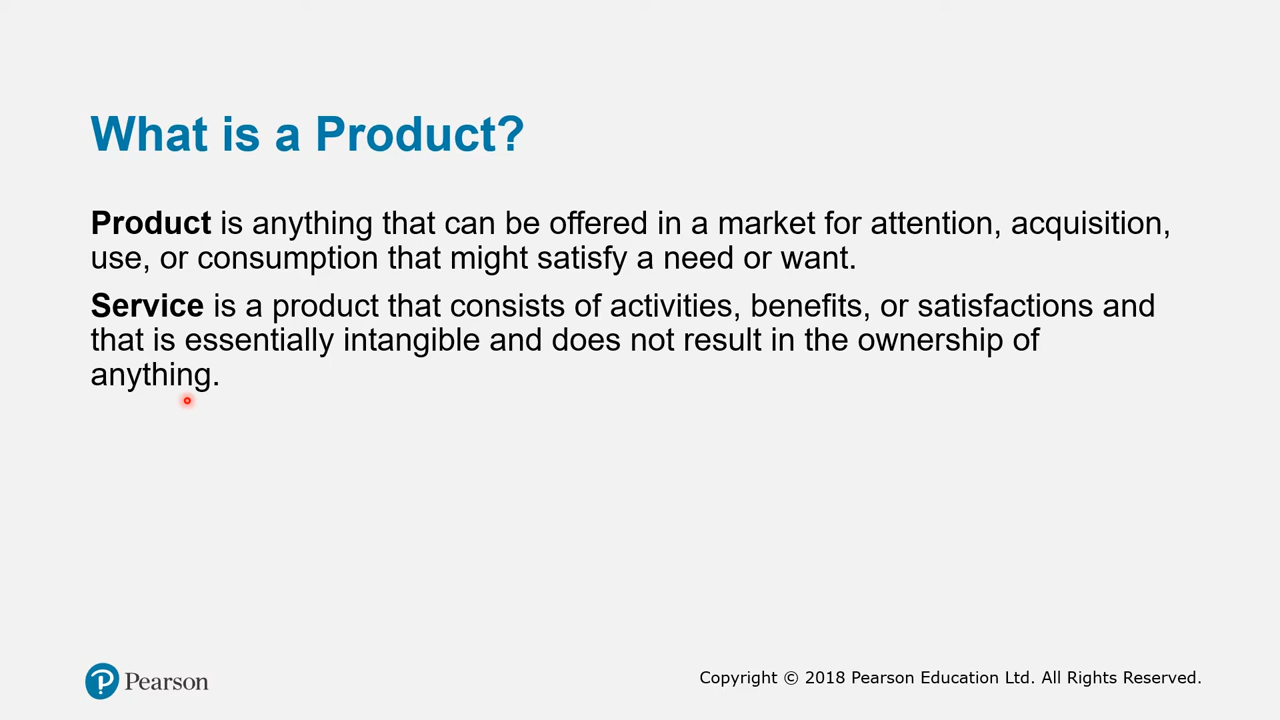 What is a Product?
Product is anything that can be offered in a market for attention, acquisition,
use, or consumption that might satisfy a need or want.
Service is a product that consists of activities, benefits, or satisfactions and
that is essentially intangible and does not result in the ownership of
anything.
Pearson
Copyright © 2018 Pearson Education Ltd. All Rights Reserved.